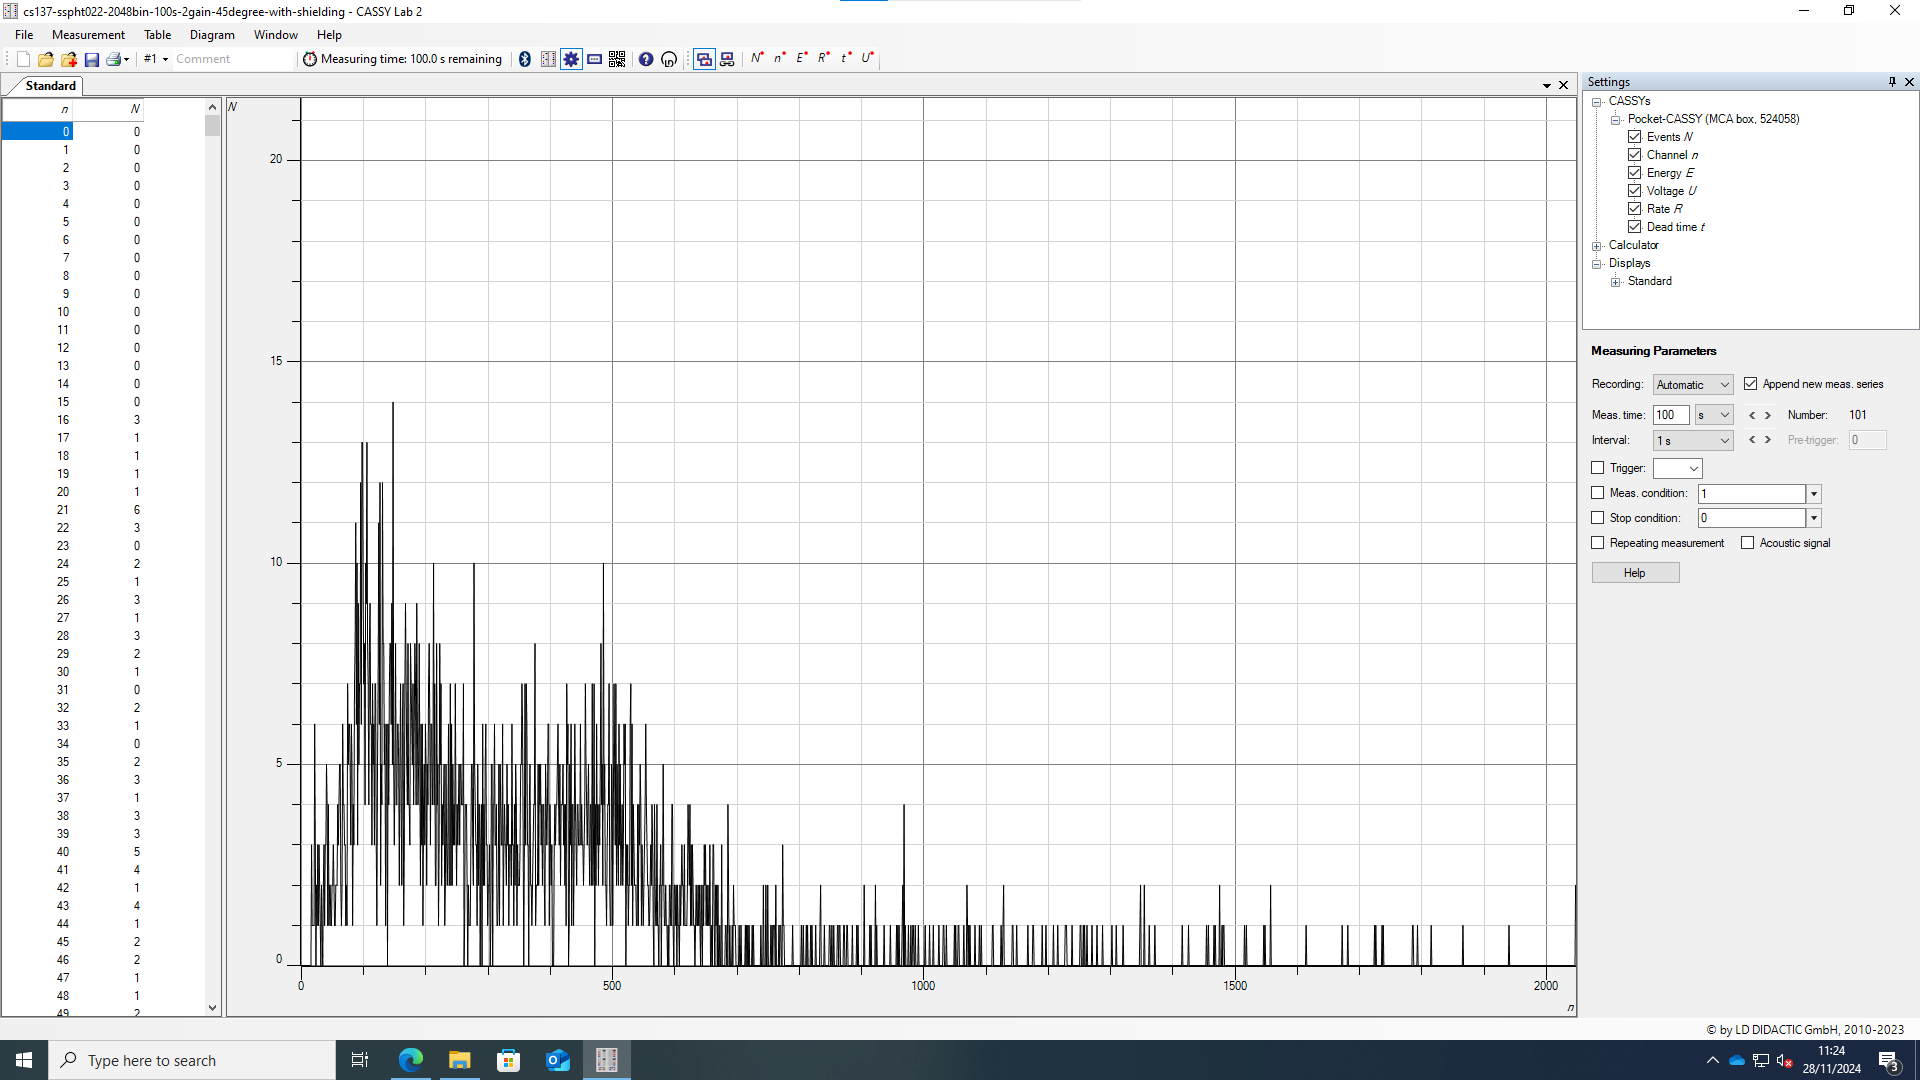 cs137-sspht022-2048bin-100s-2gain-45degree-with-shielding - CASSY Lab 2
File Measurement Table Diagram Window Help
#1 Comment Measuring time: 100.0 s remaining N n E R t U
Standard
n N
0 0
1 0
2 0
3 0
4 0
5 0
6 0
7 0
8 0
9 0
10 0
11 0
12 0
13 0
14 0
15 0
16 3
17 1
18 1
19 1
20 1
21 6
22 3
23 0
24 2
25 1
26 3
27 1
28 3
29 2
30 1
31 0
32 2
33 1
34 0
35 2
36 3
37 1
38 3
39 3
40 5
41 4
42 1
43 4
44 1
45 2
46 2
47 1
48 1
49 2
N
20
15
10
5
0
0 500 1000 1500 2000
n
Settings
CASSYs
Pocket-CASSY (MCA box, 524058)
Events N
Channel n
Energy E
Voltage U
Rate R
Dead time t
Calculator
Displays
Standard
Measuring Parameters
Recording: Automatic Append new meas. series
Meas. time: 100 s < > Number: 101
Interval: 1 s < > Pre-trigger: 0
Trigger:
Meas. condition: 1
Stop condition: 0
Repeating measurement Acoustic signal
Help
© by LD DIDACTIC GmbH, 2010-2023
Type here to search
11:24
28/11/2024
3